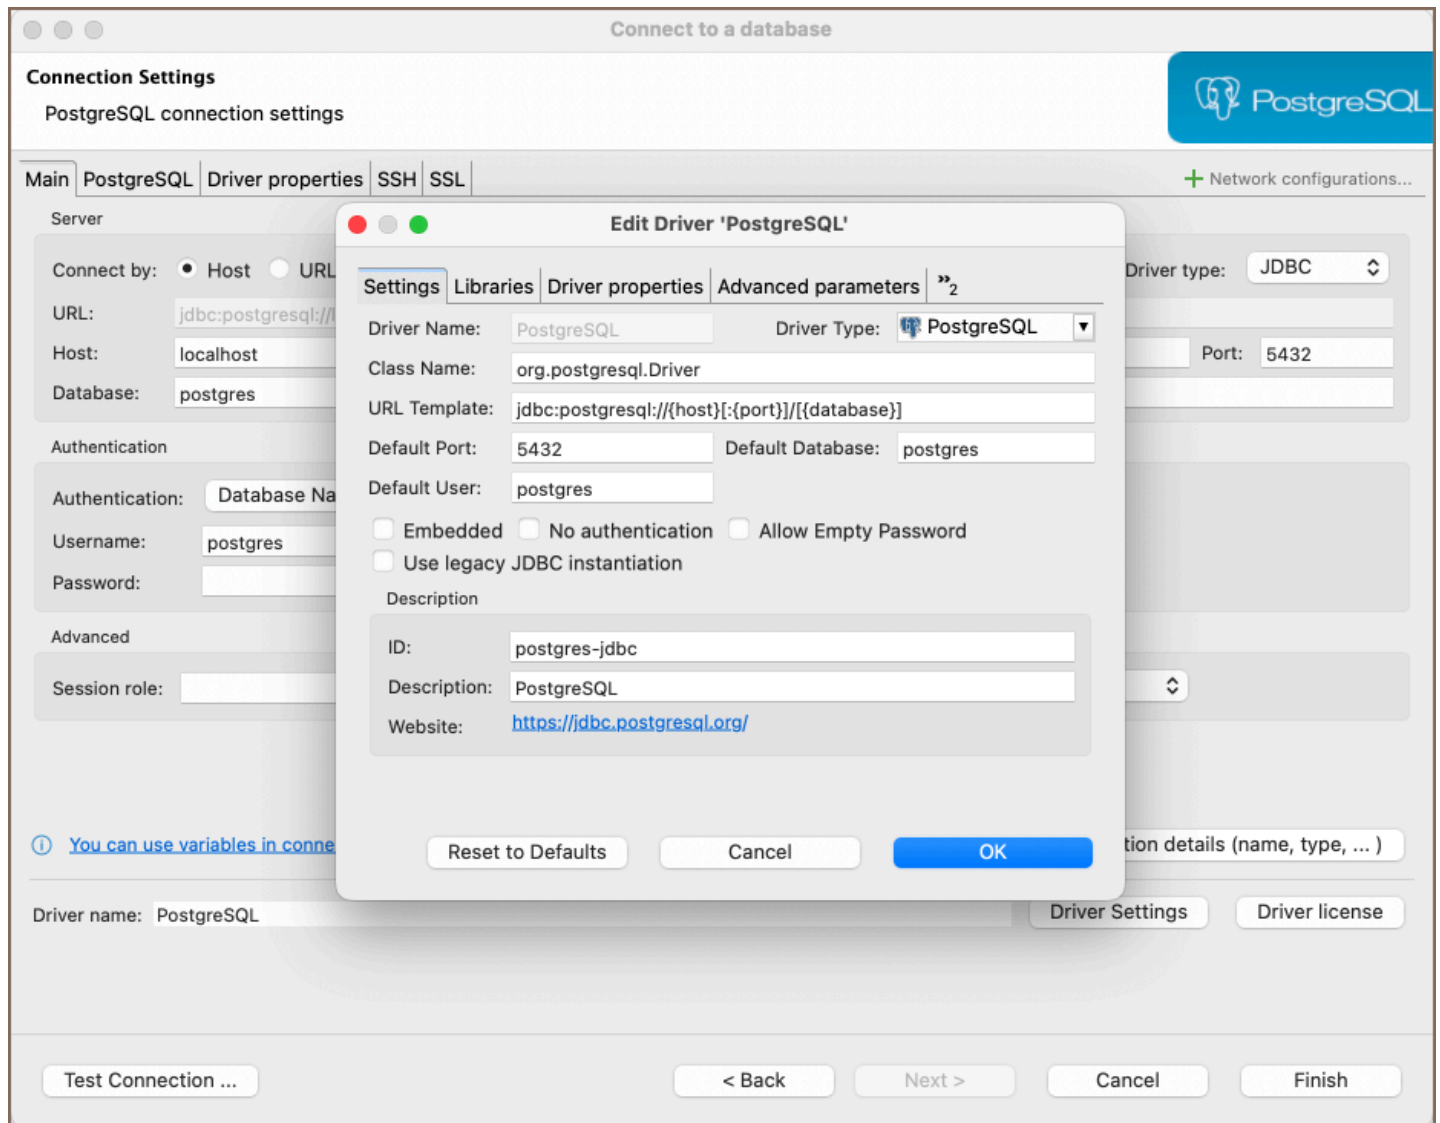 Connect to a database
Connection Settings
PostgreSQL connection settings
PostgreSQL
Main PostgreSQL Driver properties SSH SSL
Network configurations...
Server
Connect by: Host URL
Driver type: JDBC
URL: jdbc:postgresql://
Host: localhost
Port: 5432
Database: postgres
Authentication
Authentication: Database Na
Username: postgres
Password:
Advanced
Session role:
You can use variables in conne
tion details (name, type, ... )
Driver name: PostgreSQL
Driver Settings
Driver license
Edit Driver 'PostgreSQL'
Settings Libraries Driver properties Advanced parameters »2
Driver Name: PostgreSQL Driver Type: PostgreSQL
Class Name: org.postgresql.Driver
URL Template: jdbc:postgresql://{host}[:{port}]/[{database}]
Default Port: 5432 Default Database: postgres
Default User: postgres
Embedded No authentication Allow Empty Password
Use legacy JDBC instantiation
Description
ID: postgres-jdbc
Description: PostgreSQL
Website: https://jdbc.postgresql.org/
Reset to Defaults Cancel OK
Test Connection ... < Back Next > Cancel Finish